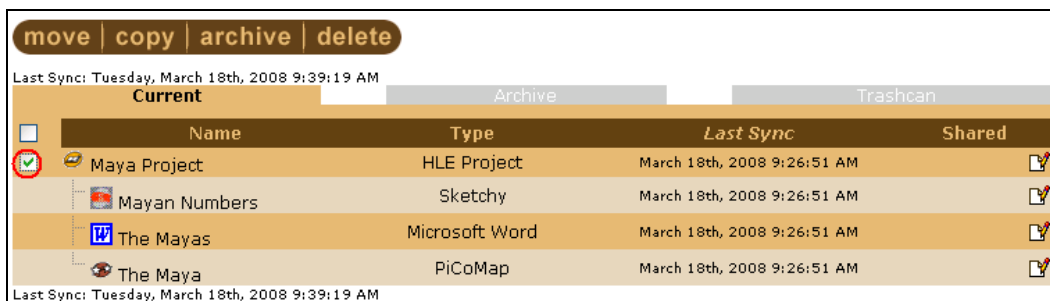 move | copy | archive | delete
Last Sync: Tuesday, March 18th, 2008 9:39:19 AM
Current Archive Trashcan
Name Type Last Sync Shared
Maya Project HLE Project March 18th, 2008 9:26:51 AM
Mayan Numbers Sketchy March 18th, 2008 9:26:51 AM
The Mayas Microsoft Word March 18th, 2008 9:26:51 AM
The Maya PiCoMap March 18th, 2008 9:26:51 AM
Last Sync: Tuesday, March 18th, 2008 9:39:19 AM